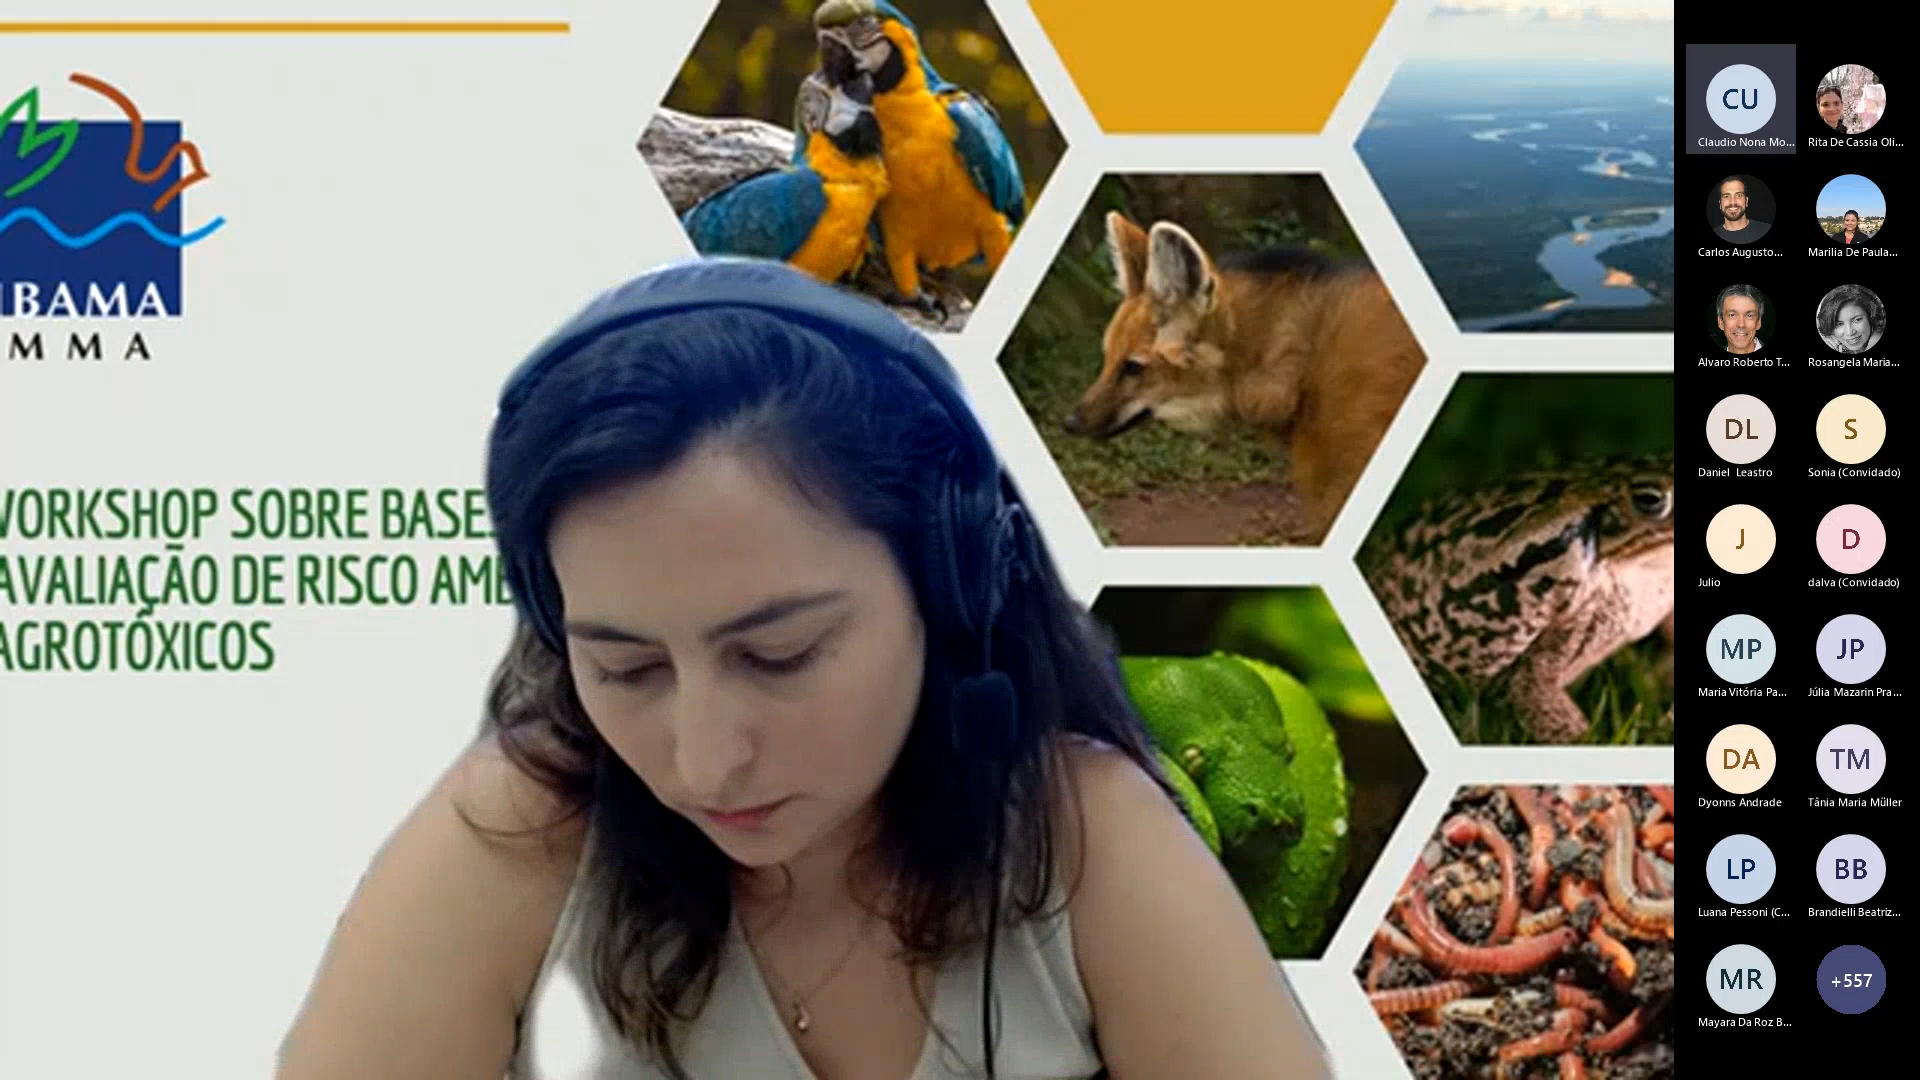 IBAMA
MMA
WORKSHOP SOBRE BASE
AVALIAÇÃO DE RISCO AMB
AGROTÓXICOS
CU
Claudio Nona Mo...
Rita De Cassia Oli...
Carlos Augusto...
Marilia De Paula...
Alvaro Roberto T...
Rosangela Maria...
DL
Daniel Leastro
S
Sonia (Convidado)
J
Julio
D
dalva (Convidado)
MP
Maria Vitória Pa...
JP
Júlia Mazarin Pra...
DA
Dyonns Andrade
TM
Tânia Maria Müller
LP
Luana Pessoni (C...
BB
Brandielli Beatriz...
MR
Mayara Da Roz B...
+557